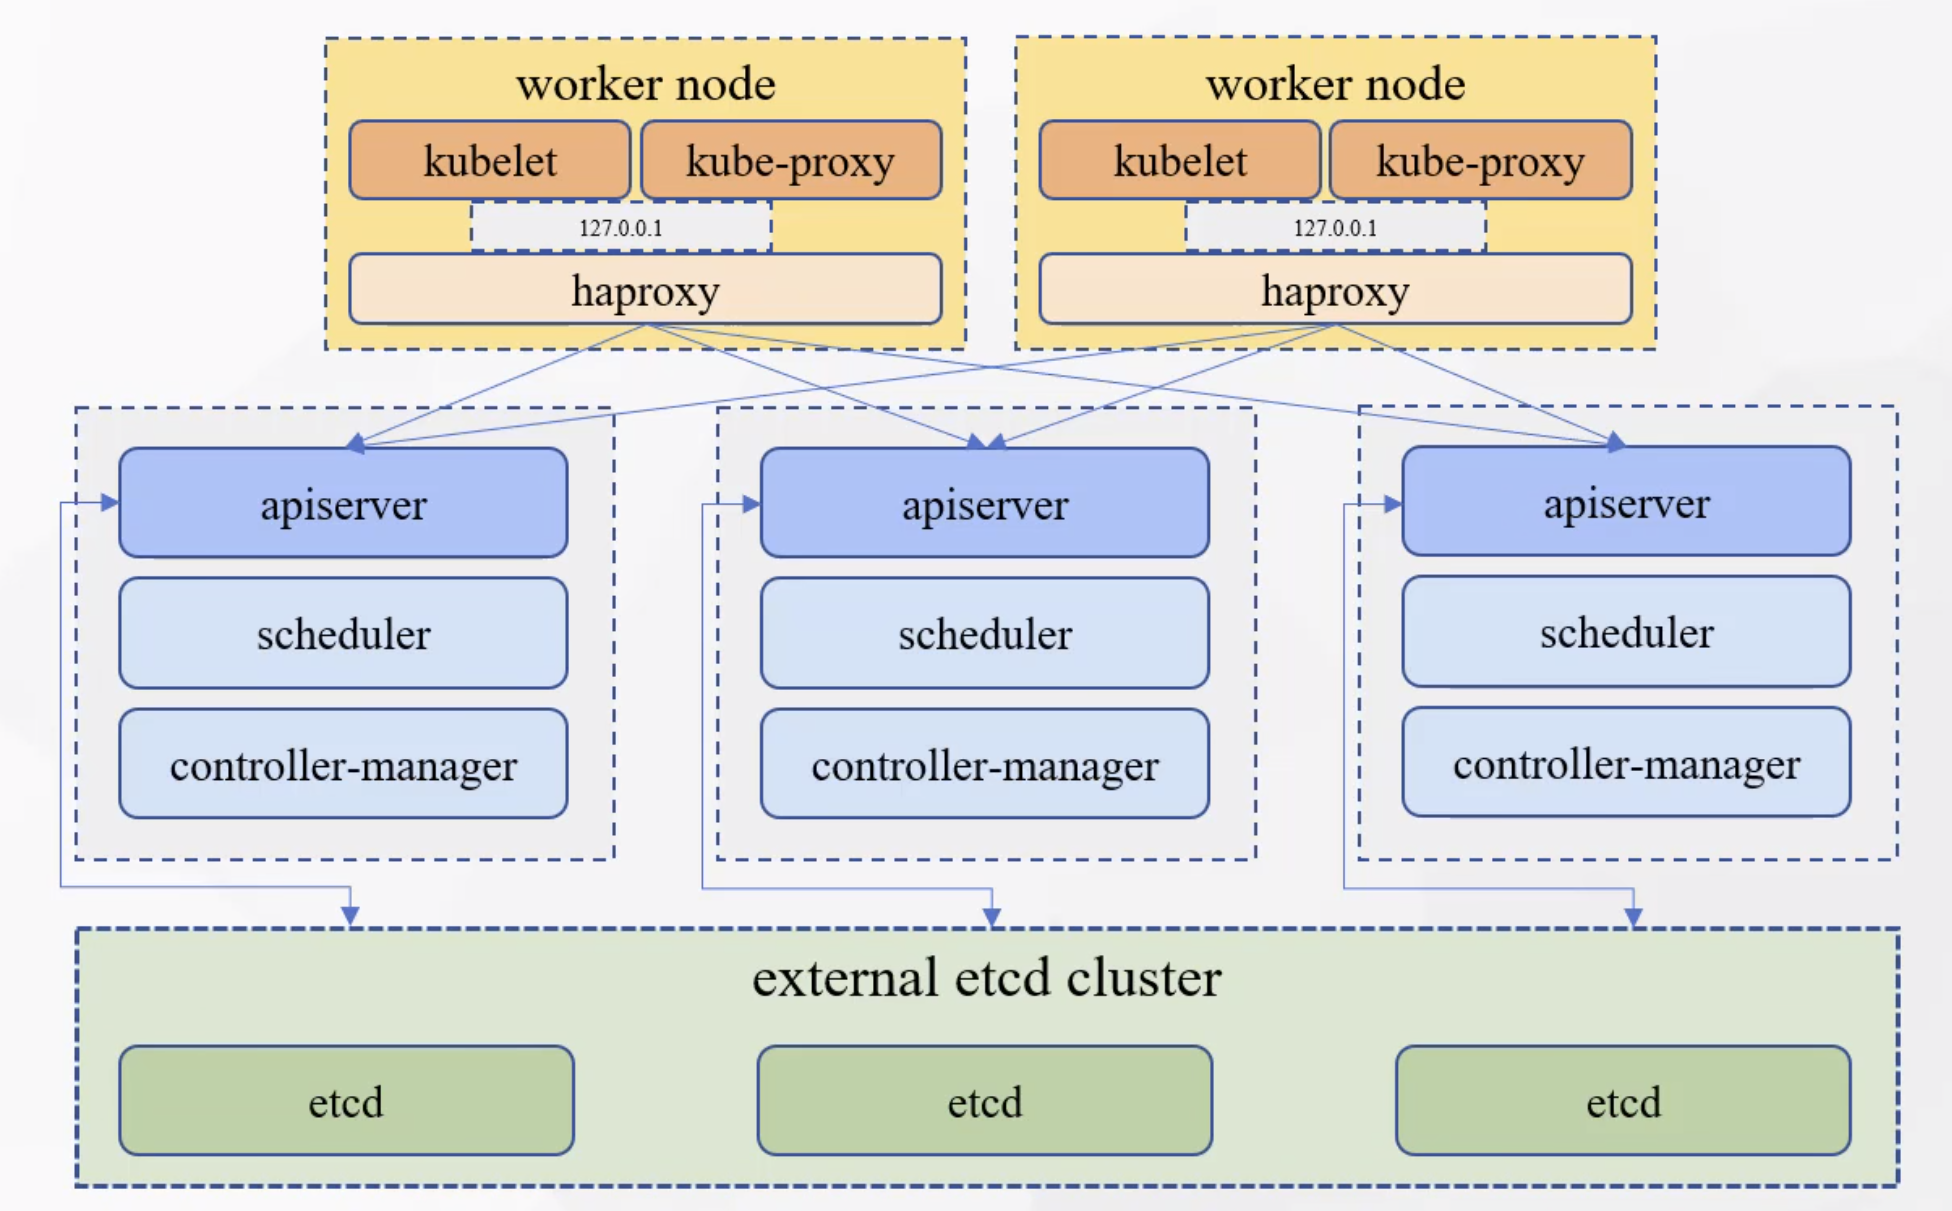 worker node
kubelet
kube-proxy
127.0.0.1
haproxy
worker node
kubelet
kube-proxy
127.0.0.1
haproxy
apiserver
scheduler
controller-manager
apiserver
scheduler
controller-manager
apiserver
scheduler
controller-manager
external etcd cluster
etcd
etcd
etcd